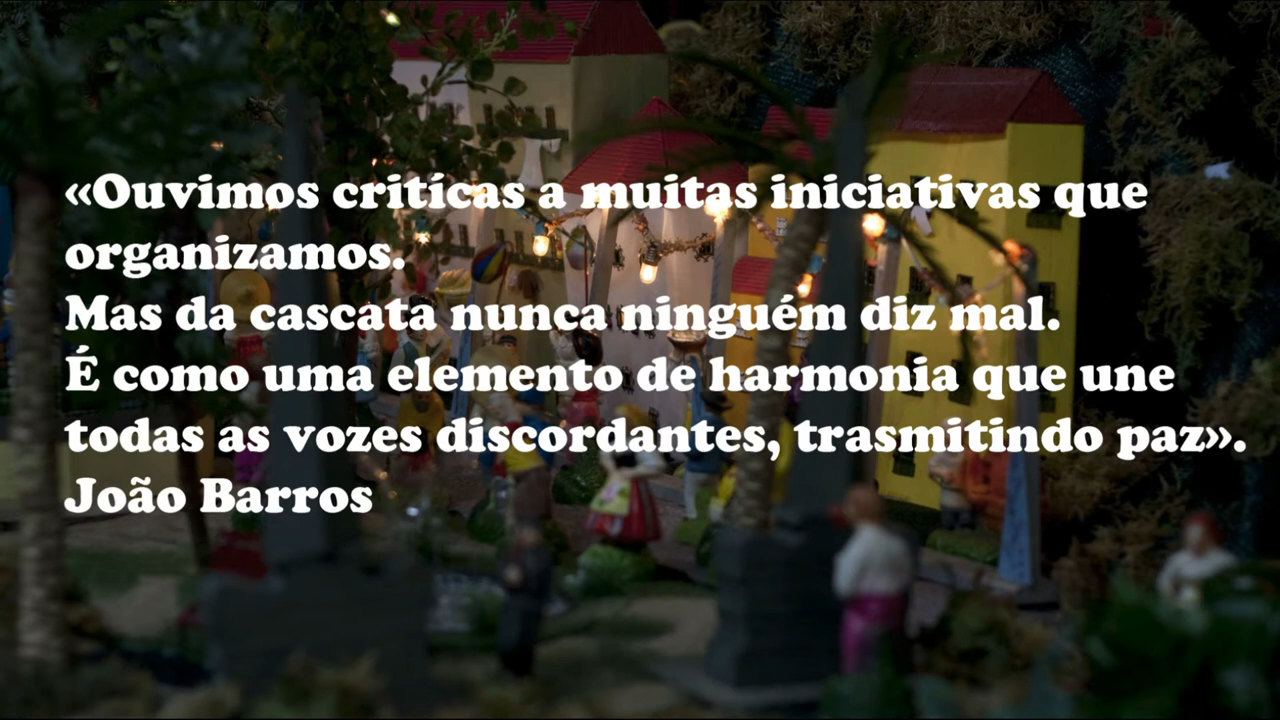 «Ouvimos critícas a muitas iniciativas que
organizamos.
Mas da cascata nunca ninguém diz mal.
É como uma elemento de harmonia que une
todas as vozes discordantes, trasmitindo paz».
João Barros